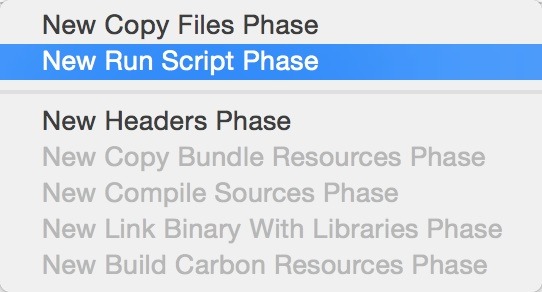 New Copy Files Phase
New Run Script Phase
New Headers Phase
New Copy Bundle Resources Phase
New Compile Sources Phase
New Link Binary With Libraries Phase
New Build Carbon Resources Phase